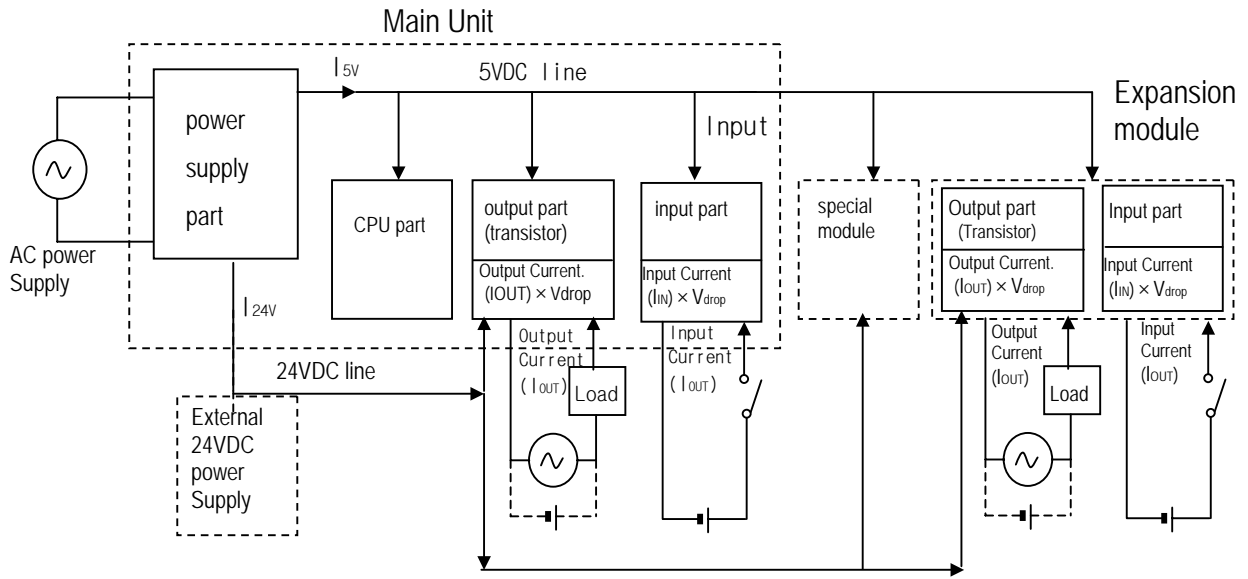 Main Unit
I5V
5VDC line
Expansion
module
power
supply
part
Input
AC power
Supply
CPU part
output part
(transistor)
Output Current.
(IOUT) × Vdrop
input part
Input Current
(IIN) × Vdrop
special
module
Output part
(Transistor)
Output Current.
(IOUT) × Vdrop
Input part
Input Current
(IIN) × Vdrop
I24V
24VDC line
Output
Current
(IOUT)
Load
Input
Current
(IOUT)
Output
Current
(IOUT)
Load
Input
Current
(IOUT)
External
24VDC
power
Supply